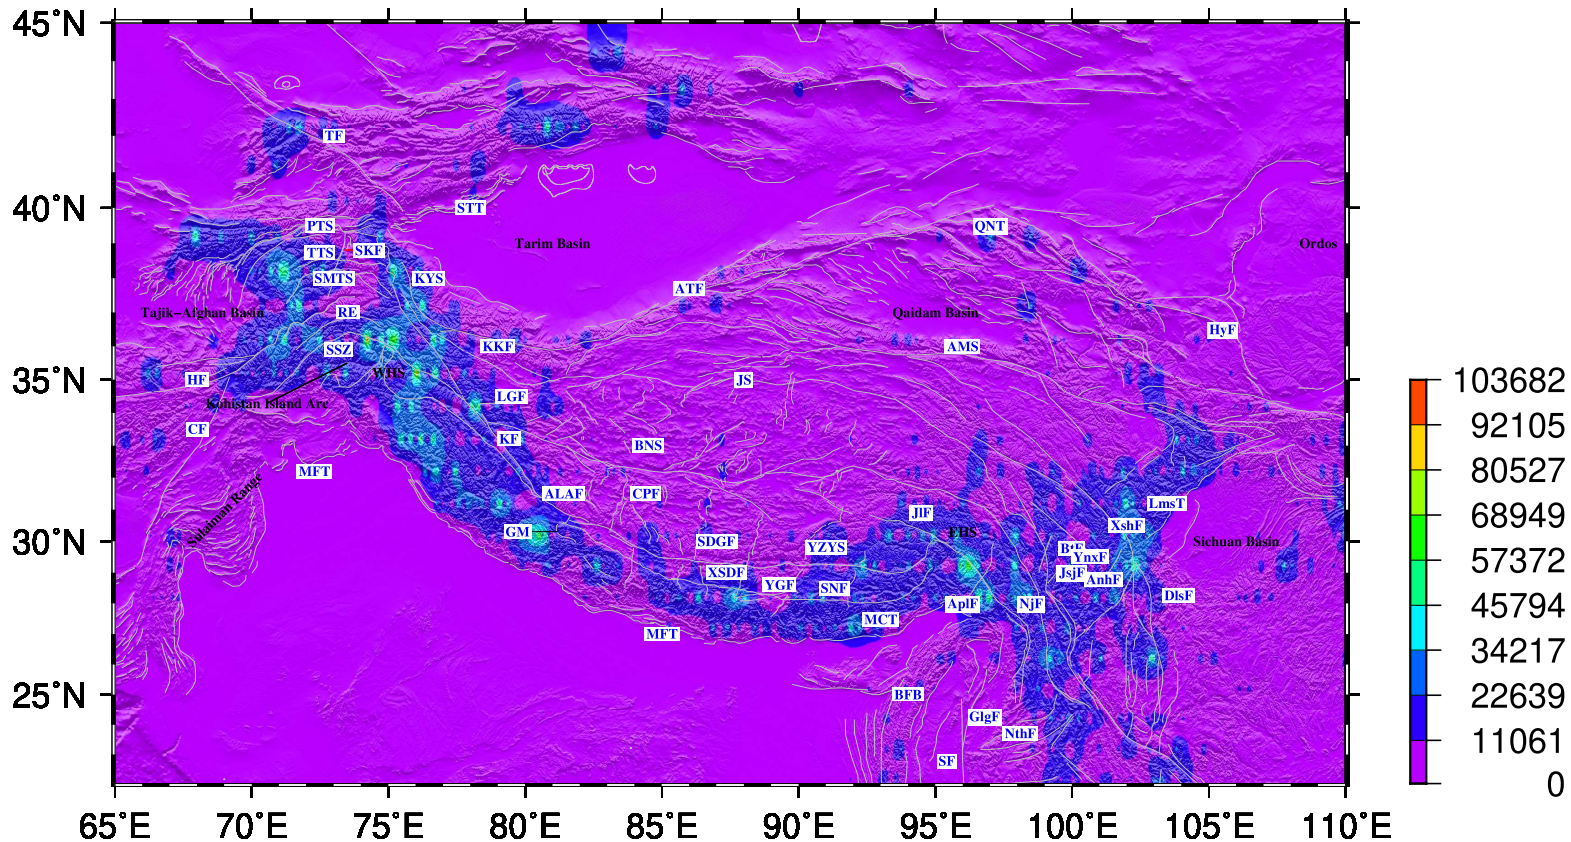 45°N
40°N
35°N
30°N
25°N
65°E
70°E
75°E
80°E
85°E
90°E
95°E
100°E
105°E
110°E
TF
STT
PTS
TTS
SKF
SMTS
KYS
Tarim Basin
QNT
Ordos
ATF
Tajik–Afghan Basin
RE
Qaidam Basin
HyF
SSZ
KKF
AMS
WHS
HF
JS
LGF
Kohistan Island Arc
CF
KF
BNS
MFT
Sulaiman Range
ALAF
CPF
LmsT
JlF
XshF
GM
EHS
SDGF
YZYS
Sichuan Basin
YnxF
XSDF
JsjF
AnhF
YGF
SNF
DlsF
AplF
NjF
MCT
MFT
BFB
GlgF
NthF
SF
103682
92105
80527
68949
57372
45794
34217
22639
11061
0